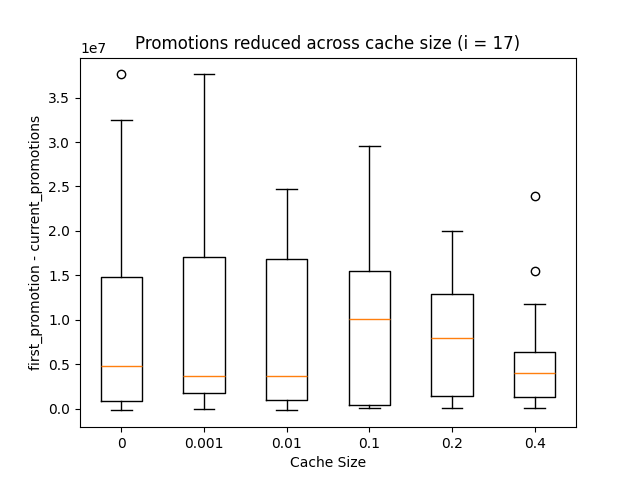 Promotions reduced across cache size (i = 17)
1e7
first_promotion - current_promotions
3.5
3.0
2.5
2.0
1.5
1.0
0.5
0.0
0 0.001 0.01 0.1 0.2 0.4
Cache Size